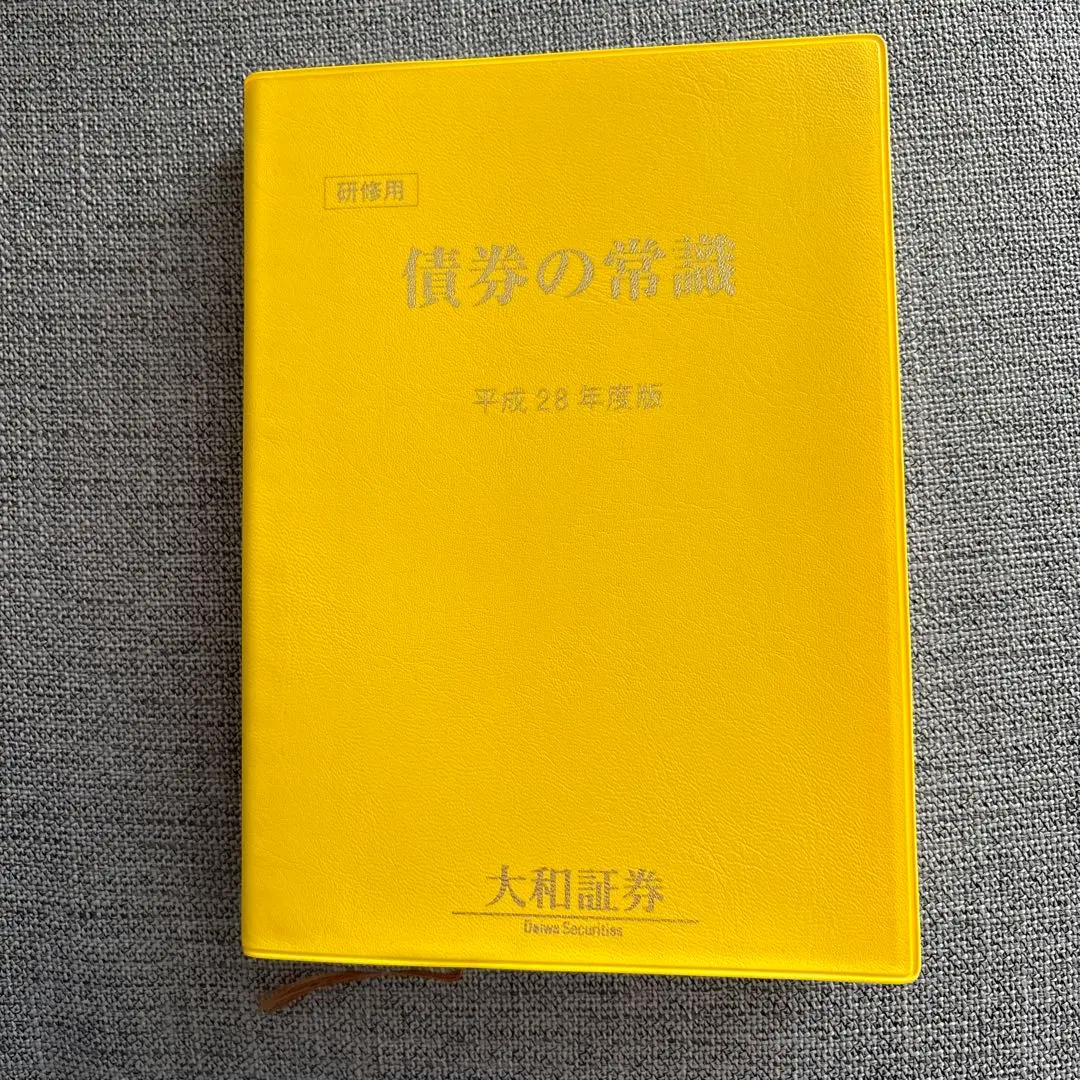 研修用
債券の常識
平成28年度版
大和証券
Daiwa Securities